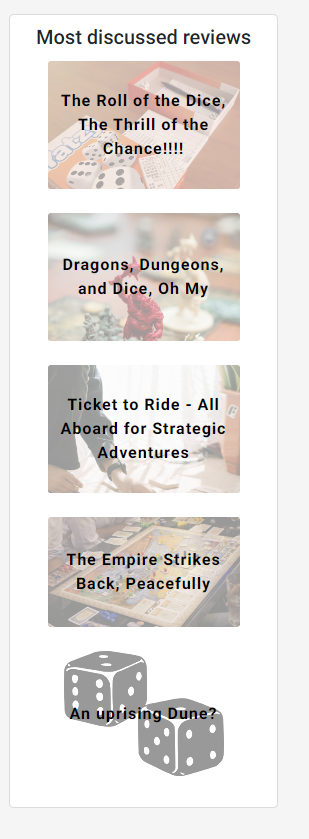 Most discussed reviews
The Roll of the Dice,
The Thrill of the
Chance!!!!
Dragons, Dungeons,
and Dice, Oh My
Ticket to Ride - All
Aboard for Strategic
Adventures
The Empire Strikes
Back, Peacefully
An uprising Dune?